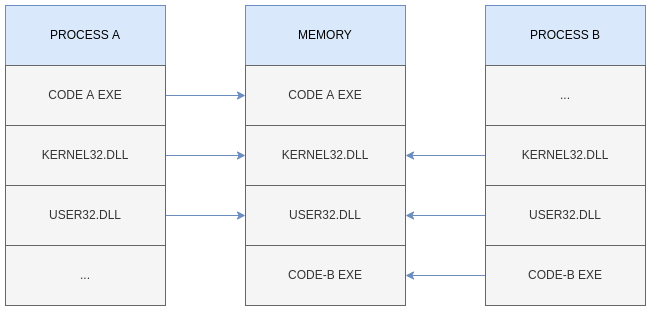 PROCESS A
MEMORY
PROCESS B
CODE A EXE
CODE A EXE
...
KERNEL32.DLL
KERNEL32.DLL
KERNEL32.DLL
USER32.DLL
USER32.DLL
USER32.DLL
...
CODE-B EXE
CODE-B EXE